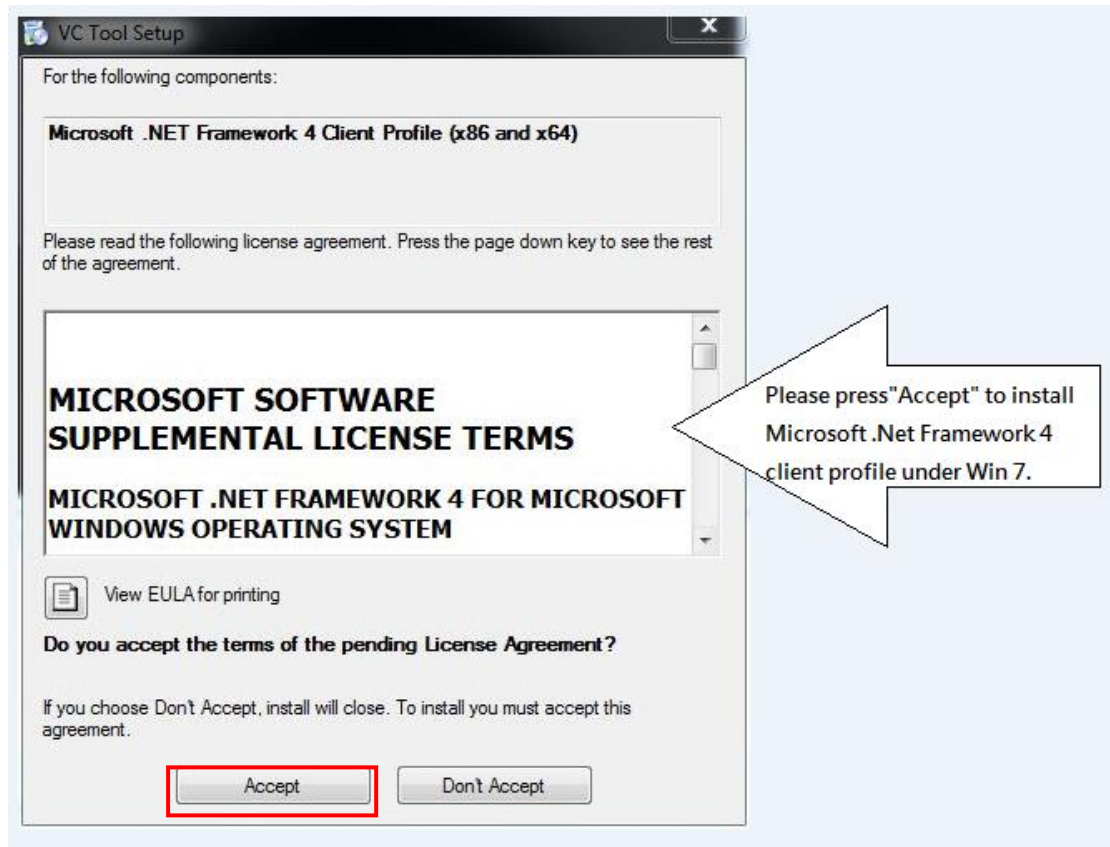 VC Tool Setup
x
For the following components:
Microsoft .NET Framework 4 Client Profile (x86 and x64)
Please read the following license agreement. Press the page down key to see the rest
of the agreement.
MICROSOFT SOFTWARE
SUPPLEMENTAL LICENSE TERMS
MICROSOFT .NET FRAMEWORK 4 FOR MICROSOFT
WINDOWS OPERATING SYSTEM
Please press"Accept" to install
Microsoft .Net Framework 4
client profile under Win 7.
View EULA for printing
Do you accept the terms of the pending License Agreement?
If you choose Don't Accept, install will close. To install you must accept this
agreement.
Accept
Don't Accept